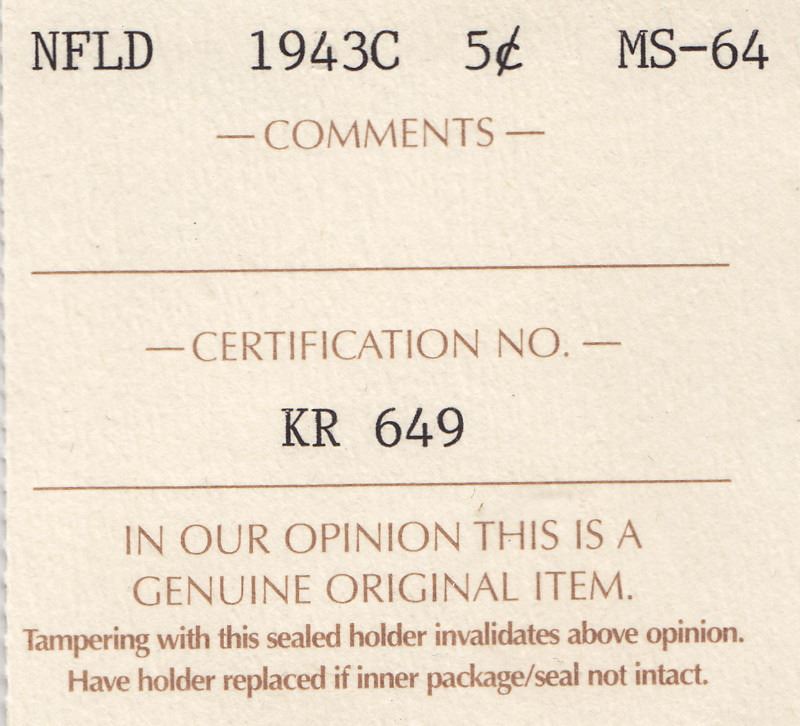 NFLD 1943C 5¢ MS-64
—COMMENTS—
—CERTIFICATION NO.—
KR 649
IN OUR OPINION THIS IS A
GENUINE ORIGINAL ITEM.
Tampering with this sealed holder invalidates above opinion.
Have holder replaced if inner package/seal not intact.